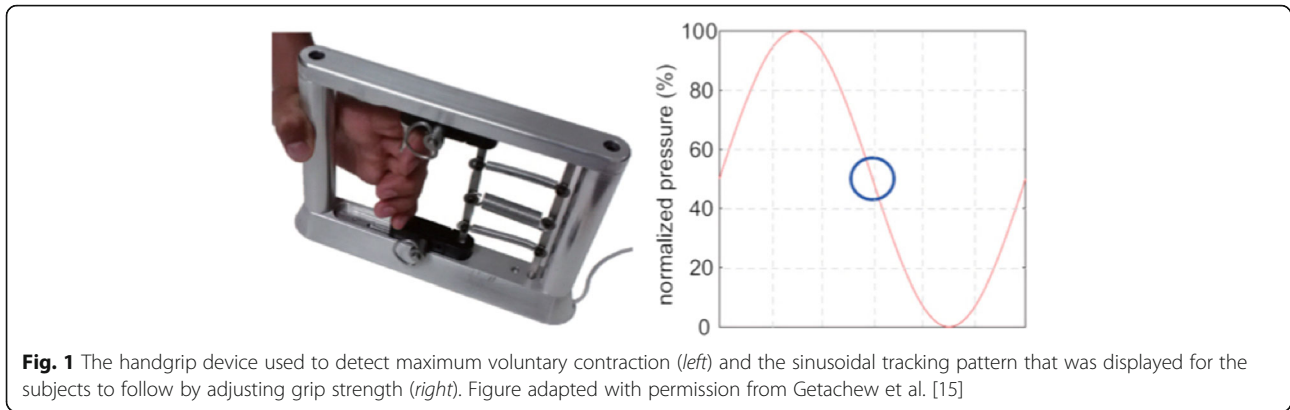 100
80
60
40
20
0
normalized pressure (%)
Fig. 1 The handgrip device used to detect maximum voluntary contraction (left) and the sinusoidal tracking pattern that was displayed for the
subjects to follow by adjusting grip strength (right). Figure adapted with permission from Getachew et al. [15]